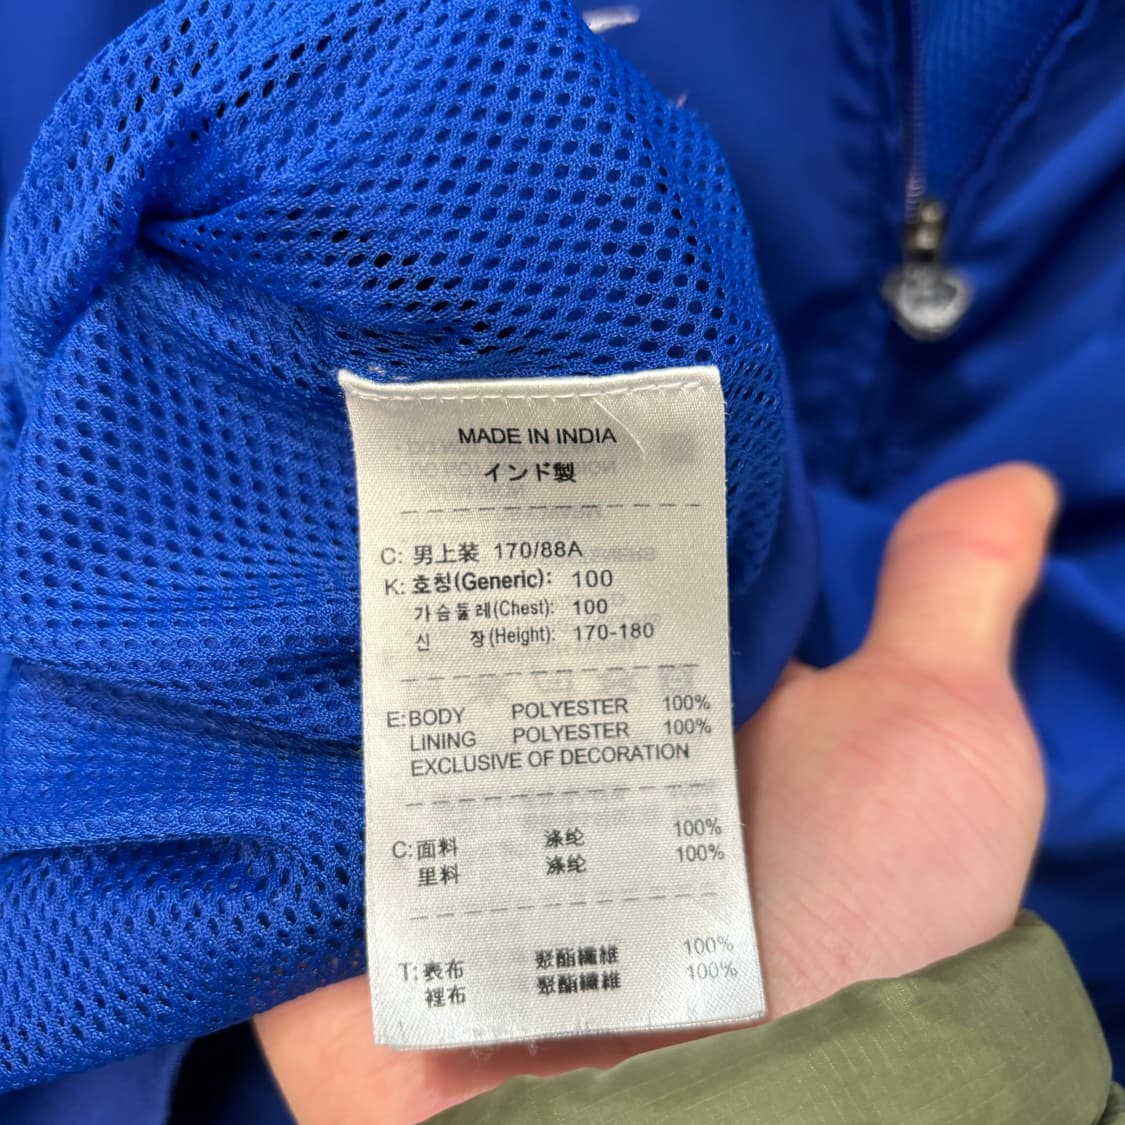 MADE IN INDIA
インド製
C: 男上装 170/88A
K: 호칭(Generic): 100
가슴둘레(Chest): 100
신 장(Height): 170-180
E:BODY POLYESTER 100%
LINING POLYESTER 100%
EXCLUSIVE OF DECORATION
C:面料 涤纶 100%
里料 涤纶 100%
T:表布 聚酯纖維 100%
裡布 聚酯纖維 100%